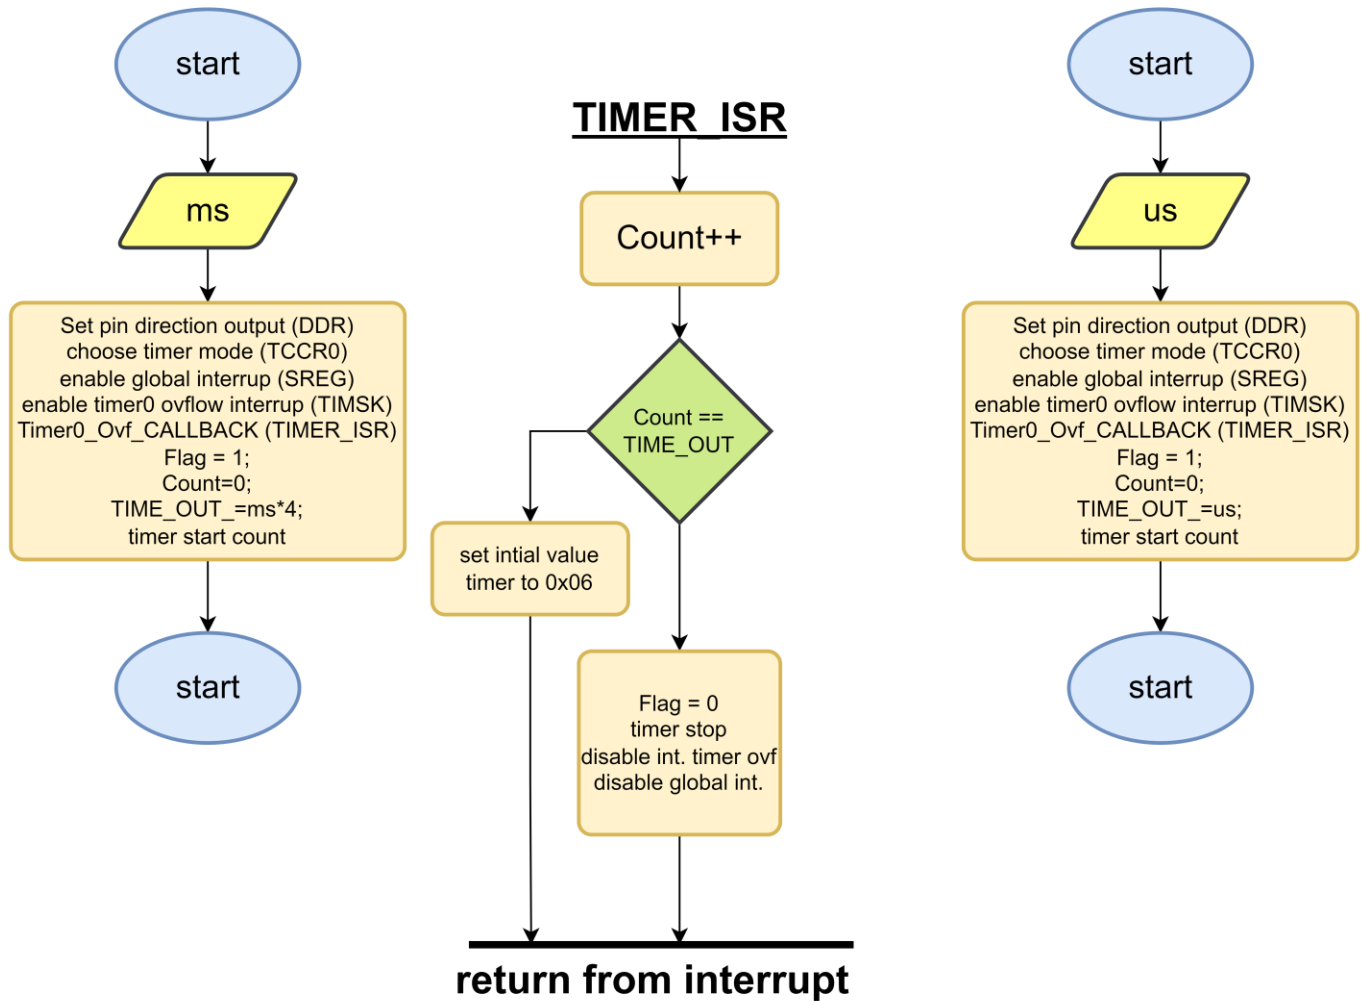 start
ms
Set pin direction output (DDR)
choose timer mode (TCCR0)
enable global interrup (SREG)
enable timer0 ovflow interrup (TIMSK)
Timer0_Ovf_CALLBACK (TIMER_ISR)
Flag = 1;
Count=0;
TIME_OUT_=ms*4;
timer start count
start
TIMER_ISR
Count++
Count ==
TIME_OUT
set intial value
timer to 0x06
Flag = 0
timer stop
disable int. timer ovf
disable global int.
return from interrupt
start
us
Set pin direction output (DDR)
choose timer mode (TCCR0)
enable global interrup (SREG)
enable timer0 ovflow interrup (TIMSK)
Timer0_Ovf_CALLBACK (TIMER_ISR)
Flag = 1;
Count=0;
TIME_OUT_=us;
timer start count
start